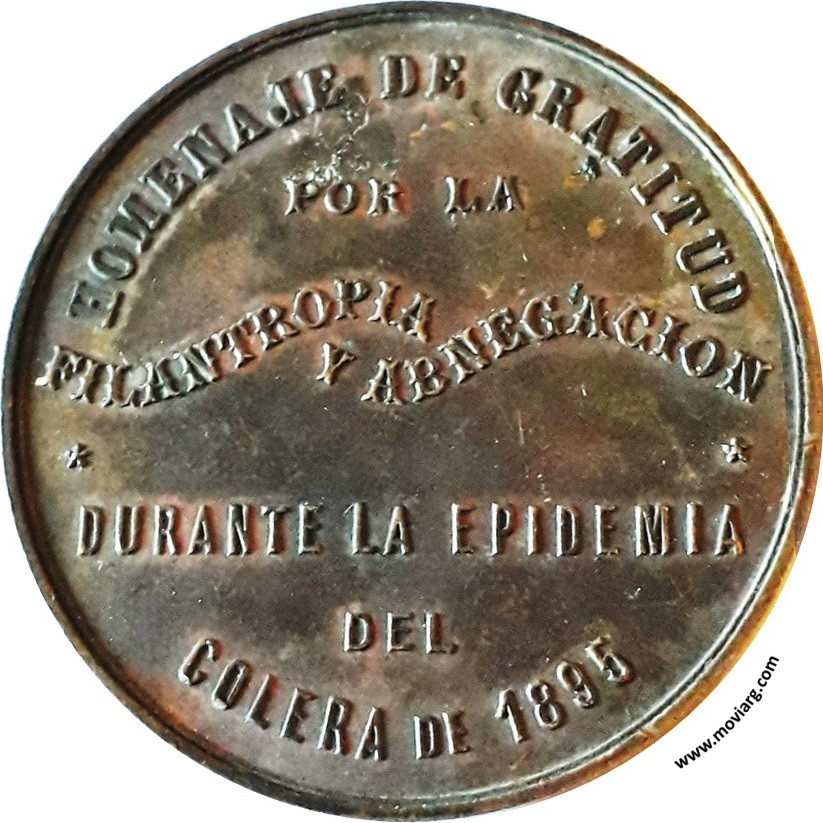 HOMENAJE DE GRATITUD
POR LA
FILANTROPIA
Y ABNEGACION
* DURANTE LA EPIDEMIA *
DEL
COLERA DE 1895
www.moviarg.com